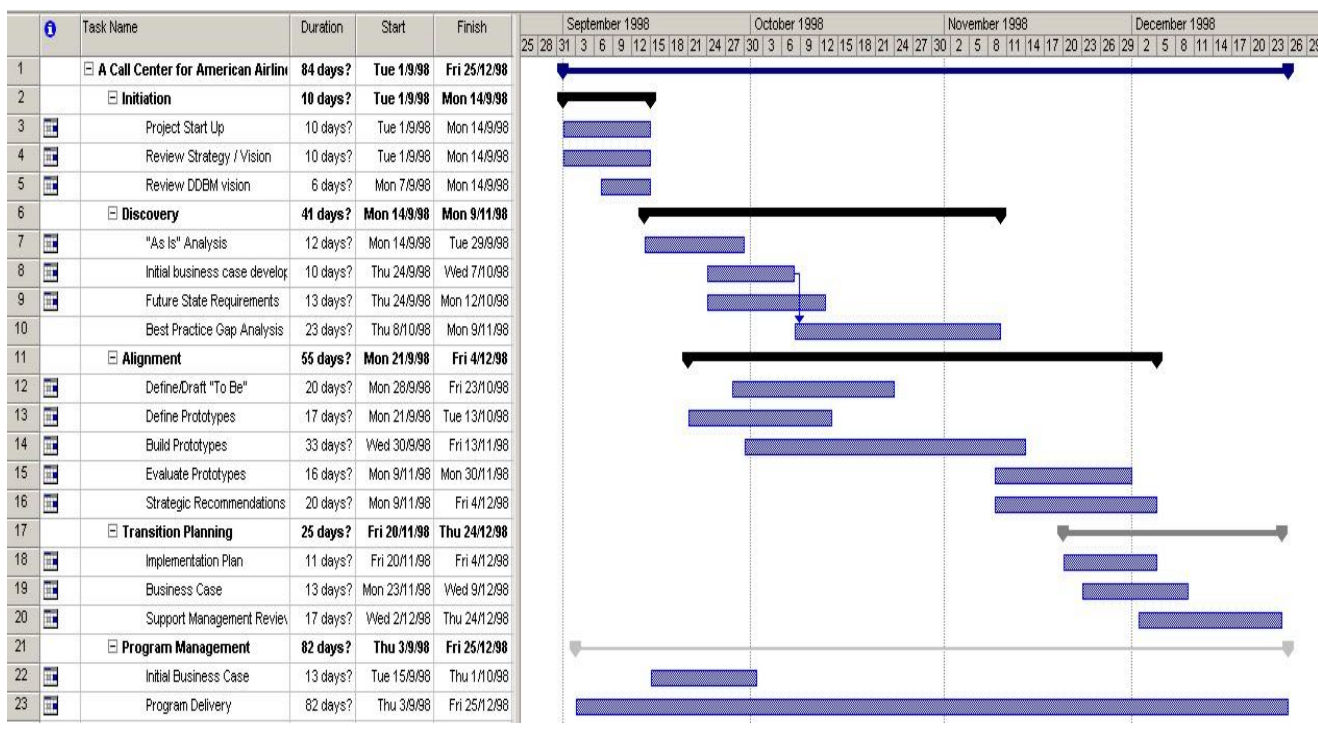 Task Name Duration Start Finish September 1998 October 1998 November 1998 December 1998
25 28 31 3 6 9 12 15 18 21 24 27 30 3 6 9 12 15 18 21 24 27 30 2 5 8 11 14 17 20 23 26 29 2 5 8 11 14 17 20 23 26 29
1 A Call Center for American Airline 84 days? Tue 1/9/98 Fri 25/12/98
2 Initiation 10 days? Tue 1/9/98 Mon 14/9/98
3 Project Start Up 10 days? Tue 1/9/98 Mon 14/9/98
4 Review Strategy / Vision 10 days? Tue 1/9/98 Mon 14/9/98
5 Review DDBM vision 6 days? Mon 7/9/98 Mon 14/9/98
6 Discovery 41 days? Mon 14/9/98 Mon 9/11/98
7 "As Is" Analysis 12 days? Mon 14/9/98 Tue 29/9/98
8 Initial business case develop 10 days? Thu 24/9/98 Wed 7/10/98
9 Future State Requirements 13 days? Thu 24/9/98 Mon 12/10/98
10 Best Practice Gap Analysis 23 days? Thu 8/10/98 Mon 9/11/98
11 Alignment 55 days? Mon 21/9/98 Fri 4/12/98
12 Define/Draft "To Be" 20 days? Mon 28/9/98 Fri 23/10/98
13 Define Prototypes 17 days? Mon 21/9/98 Tue 13/10/98
14 Build Prototypes 33 days? Wed 30/9/98 Fri 13/11/98
15 Evaluate Prototypes 16 days? Mon 9/11/98 Mon 30/11/98
16 Strategic Recommendations 20 days? Mon 9/11/98 Fri 4/12/98
17 Transition Planning 25 days? Fri 20/11/98 Thu 24/12/98
18 Implementation Plan 11 days? Fri 20/11/98 Fri 4/12/98
19 Business Case 13 days? Mon 23/11/98 Wed 9/12/98
20 Support Management Review 17 days? Wed 2/12/98 Thu 24/12/98
21 Program Management 82 days? Thu 3/9/98 Fri 25/12/98
22 Initial Business Case 13 days? Tue 15/9/98 Thu 1/10/98
23 Program Delivery 82 days? Thu 3/9/98 Fri 25/12/98